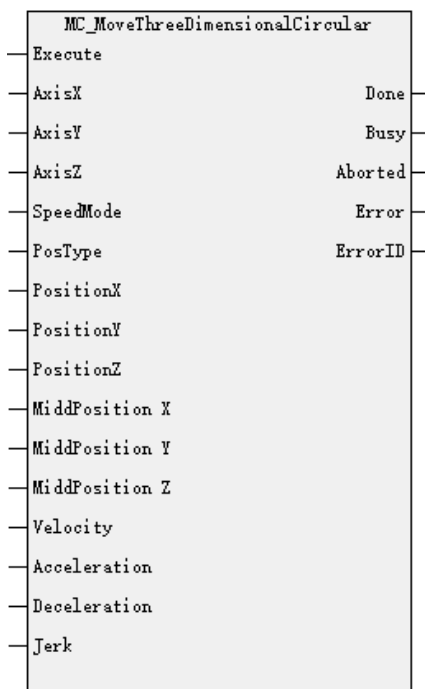 MC_MoveThreeDimensionalCircular
Execute
AxisX Done
AxisY Busy
AxisZ Aborted
SpeedMode Error
PosType ErrorID
PositionX
PositionY
PositionZ
MiddPosition X
MiddPosition Y
MiddPosition Z
Velocity
Acceleration
Deceleration
Jerk